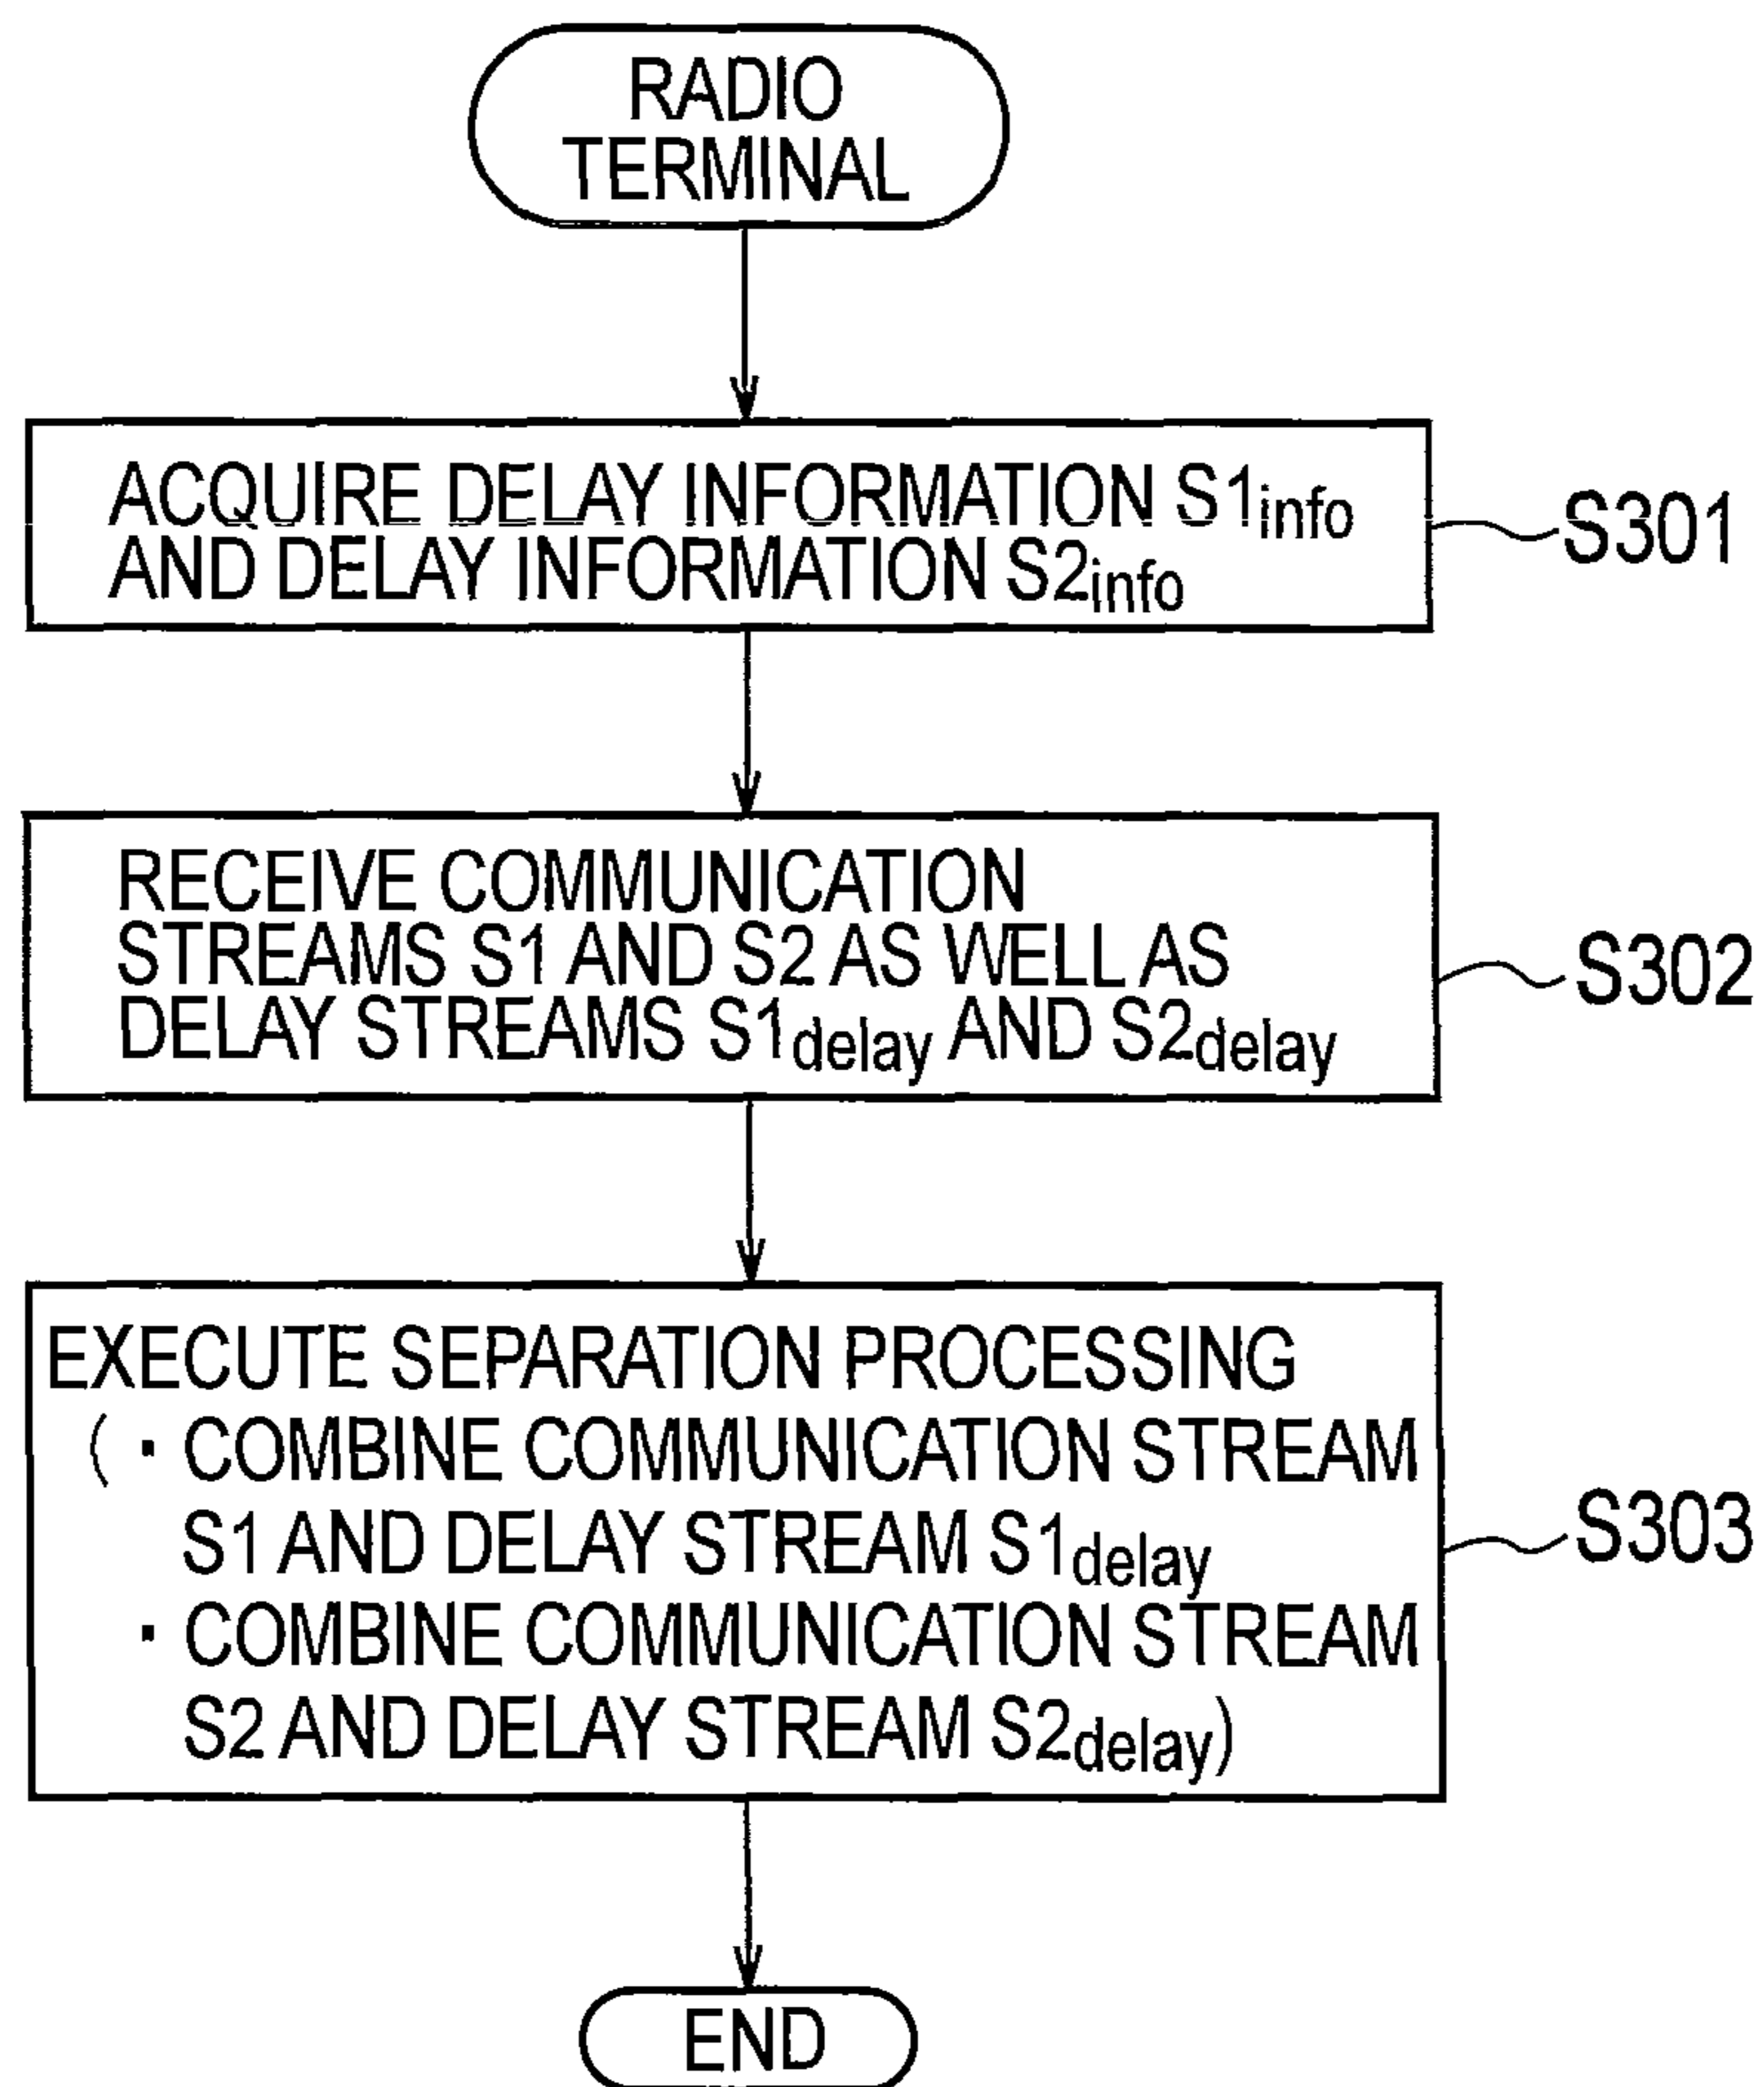 RADIO
TERMINAL
ACQUIRE DELAY INFORMATION S1info
AND DELAY INFORMATION S2info
S301
RECEIVE COMMUNICATION
STREAMS S1 AND S2 AS WELL AS
DELAY STREAMS S1delay AND S2delay
S302
EXECUTE SEPARATION PROCESSING
(・COMBINE COMMUNICATION STREAM
S1 AND DELAY STREAM S1delay
・COMBINE COMMUNICATION STREAM
S2 AND DELAY STREAM S2delay)
S303
END